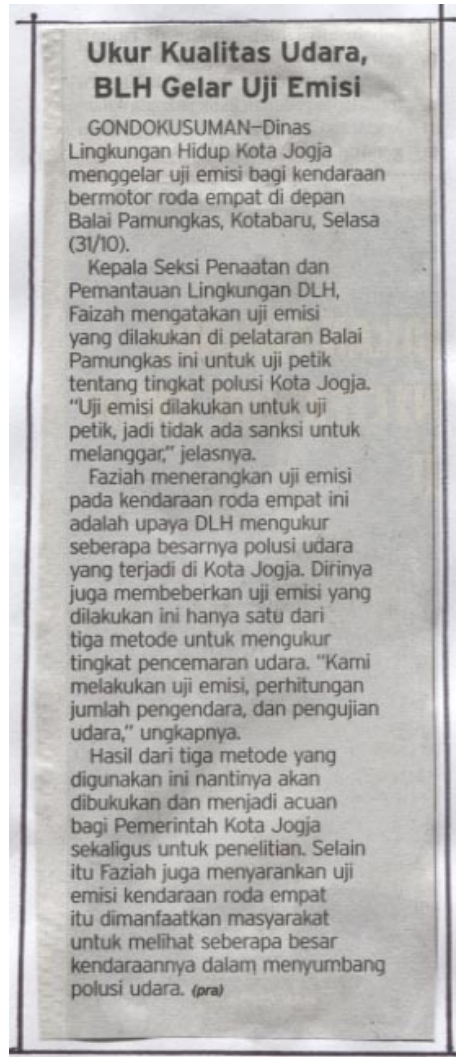 Ukur Kualitas Udara,
BLH Gelar Uji Emisi
GONDOKUSUMAN–Dinas
Lingkungan Hidup Kota Jogja
menggelar uji emisi bagi kendaraan
bermotor roda empat di depan
Balai Pamungkas, Kotabaru, Selasa
(31/10).
Kepala Seksi Penaatan dan
Pemantauan Lingkungan DLH,
Faizah mengatakan uji emisi
yang dilakukan di pelataran Balai
Pamungkas ini untuk uji petik
tentang tingkat polusi Kota Jogja.
“Uji emisi dilakukan untuk uji
petik, jadi tidak ada sanksi untuk
melanggar,” jelasnya.
Faziah menerangkan uji emisi
pada kendaraan roda empat ini
adalah upaya DLH mengukur
seberapa besarnya polusi udara
yang terjadi di Kota Jogja. Dirinya
juga membeberkan uji emisi yang
dilakukan ini hanya satu dari
tiga metode untuk mengukur
tingkat pencemaran udara. “Kami
melakukan uji emisi, perhitungan
jumlah pengendara, dan pengujian
udara,” ungkapnya.
Hasil dari tiga metode yang
digunakan ini nantinya akan
dibukukan dan menjadi acuan
bagi Pemerintah Kota Jogja
sekaligus untuk penelitian. Selain
itu Faziah juga menyarankan uji
emisi kendaraan roda empat
itu dimanfaatkan masyarakat
untuk melihat seberapa besar
kendaraannya dalam menyumbang
polusi udara. (pra)